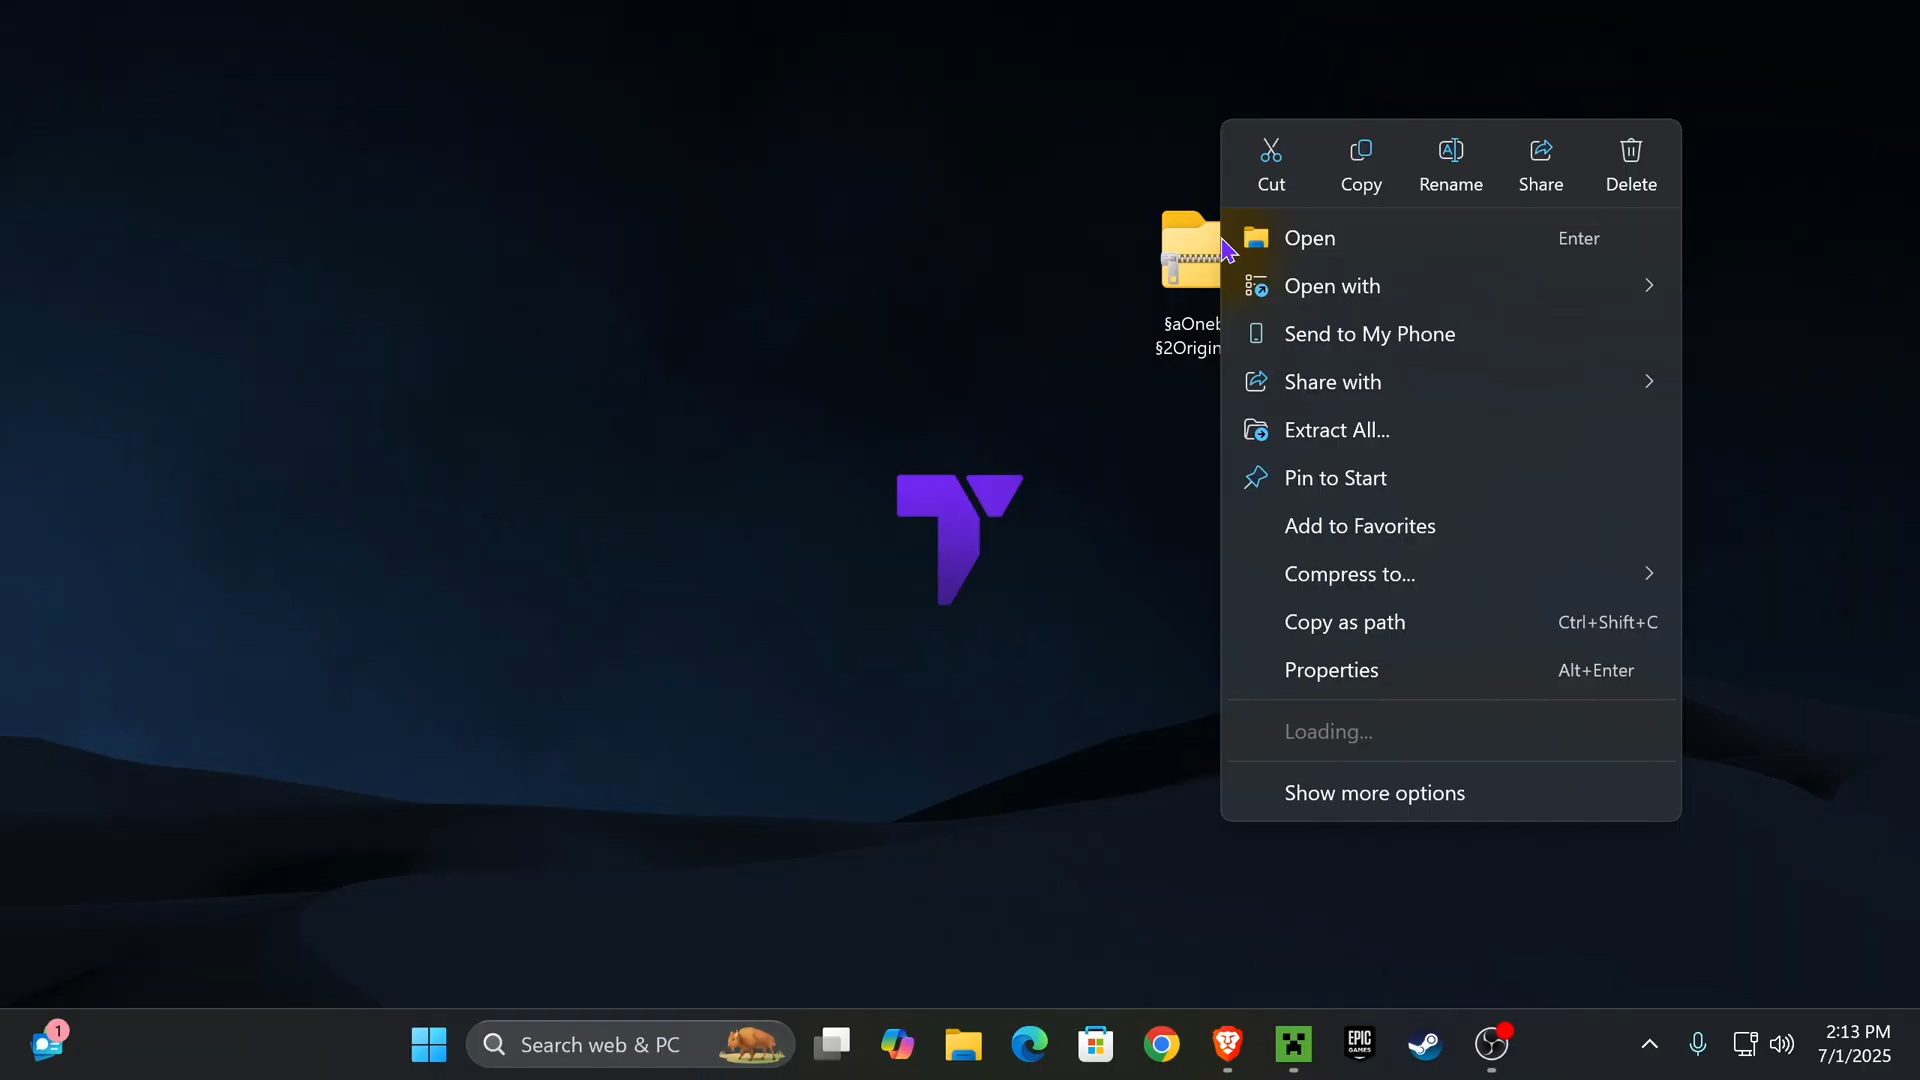 Cut
Copy
Rename
Share
Delete
Open Enter
Open with
Send to My Phone
§aOneb
§2Origin
Share with
Extract All...
Pin to Start
Add to Favorites
Compress to...
Copy as path Ctrl+Shift+C
Properties Alt+Enter
Loading...
Show more options
1
Search web & PC
EPIC
GAMES
2:13 PM
7/1/2025